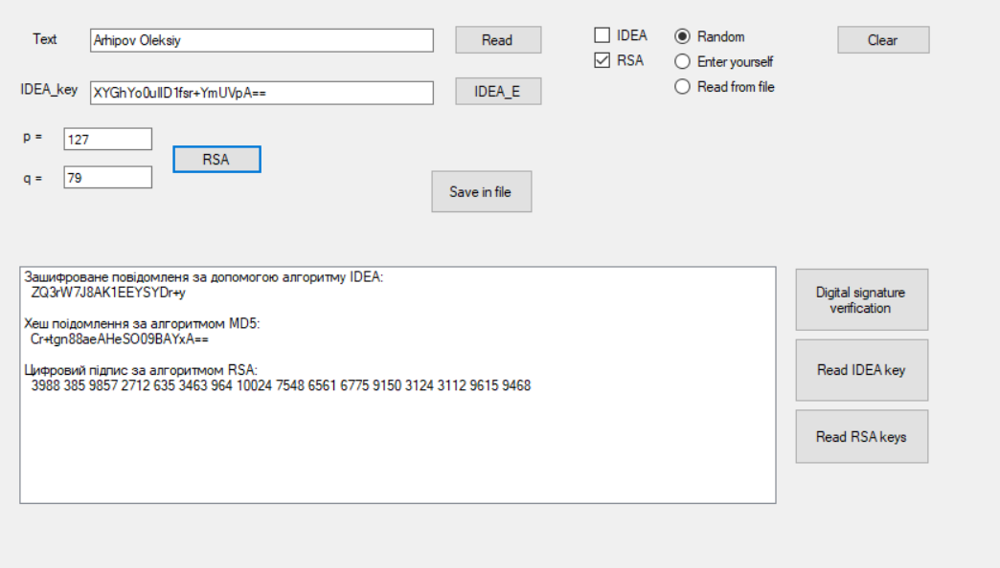 Text
Arhipov Oleksiy
Read
IDEA
Random
Clear
RSA
Enter yourself
IDEA_key
XYGhYo0ulID1fsr+YmUVpA==
IDEA_E
Read from file
p =
127
RSA
q =
79
Save in file
Зашифроване повідомленя за допомогою алгоритму IDEA:
ZQ3rW7J8AK1EEYSYDr+y
Хеш поідомлення за алгоритмом MD5:
Cr+tgn88aeAHeSO09BAYxA==
Цифровий підпис за алгоритмом RSA:
3988 385 9857 2712 635 3463 964 10024 7548 6561 6775 9150 3124 3112 9615 9468
Digital signature
verification
Read IDEA key
Read RSA keys